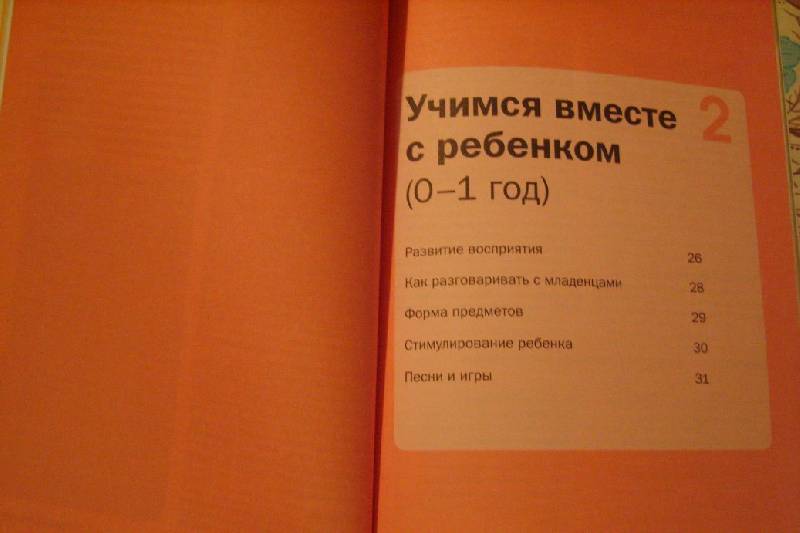 Учимся вместе 2
с ребенком
(0–1 год)
Развитие восприятия 26
Как разговаривать с младенцами 28
Форма предметов 29
Стимулирование ребенка 30
Песни и игры 31